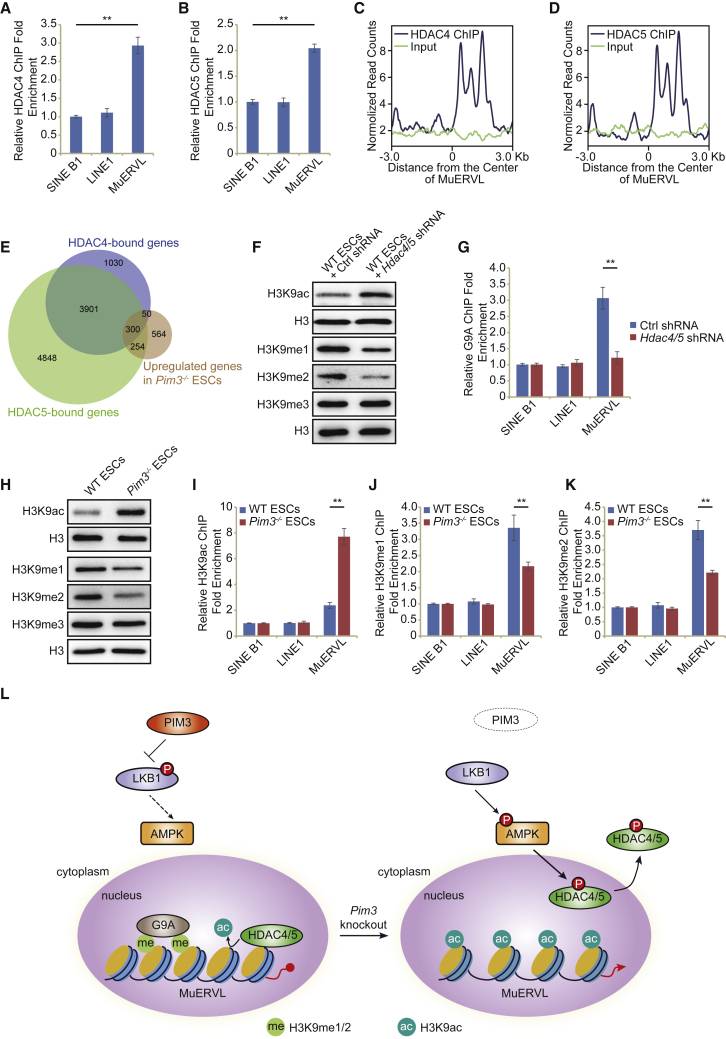 A
Relative HDAC4 ChIP Fold
Enrichment
3.5
3.0
2.5
2.0
1.5
1.0
0.5
0
**
SINE B1
LINE1
MuERVL
B
Relative HDAC5 ChIP Fold
Enrichment
2.5
2.0
1.5
1.0
0.5
0
**
SINE B1
LINE1
MuERVL
C
Normolized Read Counts
8
6
4
2
HDAC4 ChIP
Input
-3.0
0
3.0 Kb
Distance from the Center
of MuERVL
D
Normolized Read Counts
8
6
4
2
HDAC5 ChIP
Input
-3.0
0
3.0 Kb
Distance from the Center
of MuERVL
E
HDAC4-bound genes
1030
3901
50
300
564
254
4848
Upregulated genes
in Pim3-/- ESCs
HDAC5-bound genes
F
WT ESCs
+ Ctrl shRNA
WT ESCs
+ Hdac4/5 shRNA
H3K9ac
H3
H3K9me1
H3K9me2
H3K9me3
H3
G
Relative G9A ChIP Fold
Enrichment
4.0
3.5
3.0
2.5
2.0
1.5
1.0
0.5
0
**
Ctrl shRNA
Hdac4/5 shRNA
SINE B1
LINE1
MuERVL
H
WT ESCs
Pim3-/- ESCs
H3K9ac
H3
H3K9me1
H3K9me2
H3K9me3
H3
I
Relative H3K9ac ChIP
Fold Enrichment
10
8
6
4
2
0
WT ESCs
Pim3-/- ESCs
**
SINE B1
LINE1
MuERVL
J
Relative H3K9me1 ChIP
Fold Enrichment
4.0
3.5
3.0
2.5
2.0
1.5
1.0
0.5
0
WT ESCs
Pim3-/- ESCs
**
SINE B1
LINE1
MuERVL
K
Relative H3K9me2 ChIP
Fold Enrichment
4.5
4.0
3.5
3.0
2.5
2.0
1.5
1.0
0.5
0
WT ESCs
Pim3-/- ESCs
**
SINE B1
LINE1
MuERVL
L
PIM3
LKB1
P
AMPK
cytoplasm
nucleus
G9A
me
me
ac
HDAC4/5
MuERVL
Pim3
knockout
PIM3
LKB1
P
AMPK
P
HDAC4/5
cytoplasm
nucleus
P
HDAC4/5
ac
ac
ac
ac
MuERVL
me H3K9me1/2
ac H3K9ac